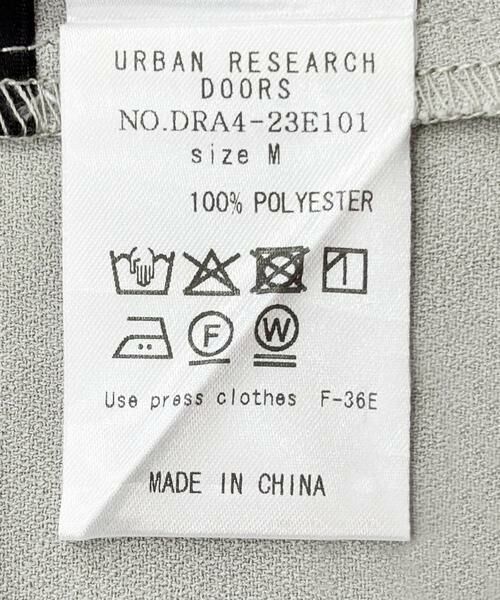 URBAN RESEARCH
DOORS
NO.DRA4-23E101
size M
100% POLYESTER
F W
Use press clothes F-36E
MADE IN CHINA